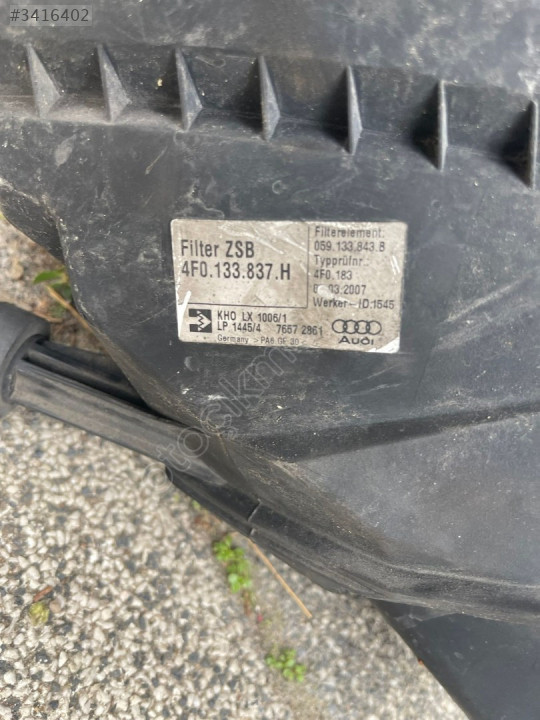 #3416402
Filter ZSB
4F0.133.837.H
Filterelement:
059.133.843.B
Typprüfnr.:
4F0.183
03.2007
Werker-ID:1545
KHO LX 1006/1
LP 1445/4 7657 2861
Germany >PA6 GF 30<
Audi